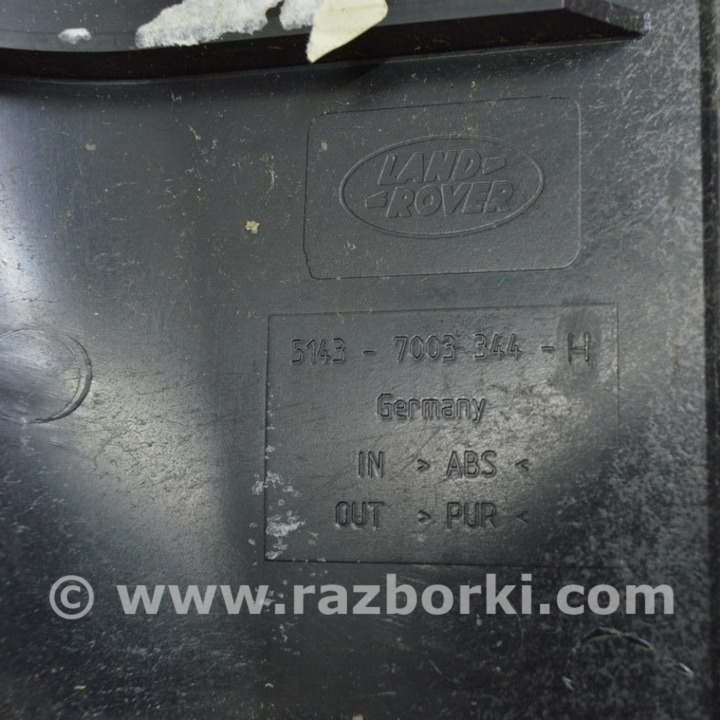 LAND-
-ROVER
5143 - 7003 344 - H
Germany
IN > ABS <
OUT > PUR <
© www.razborki.com